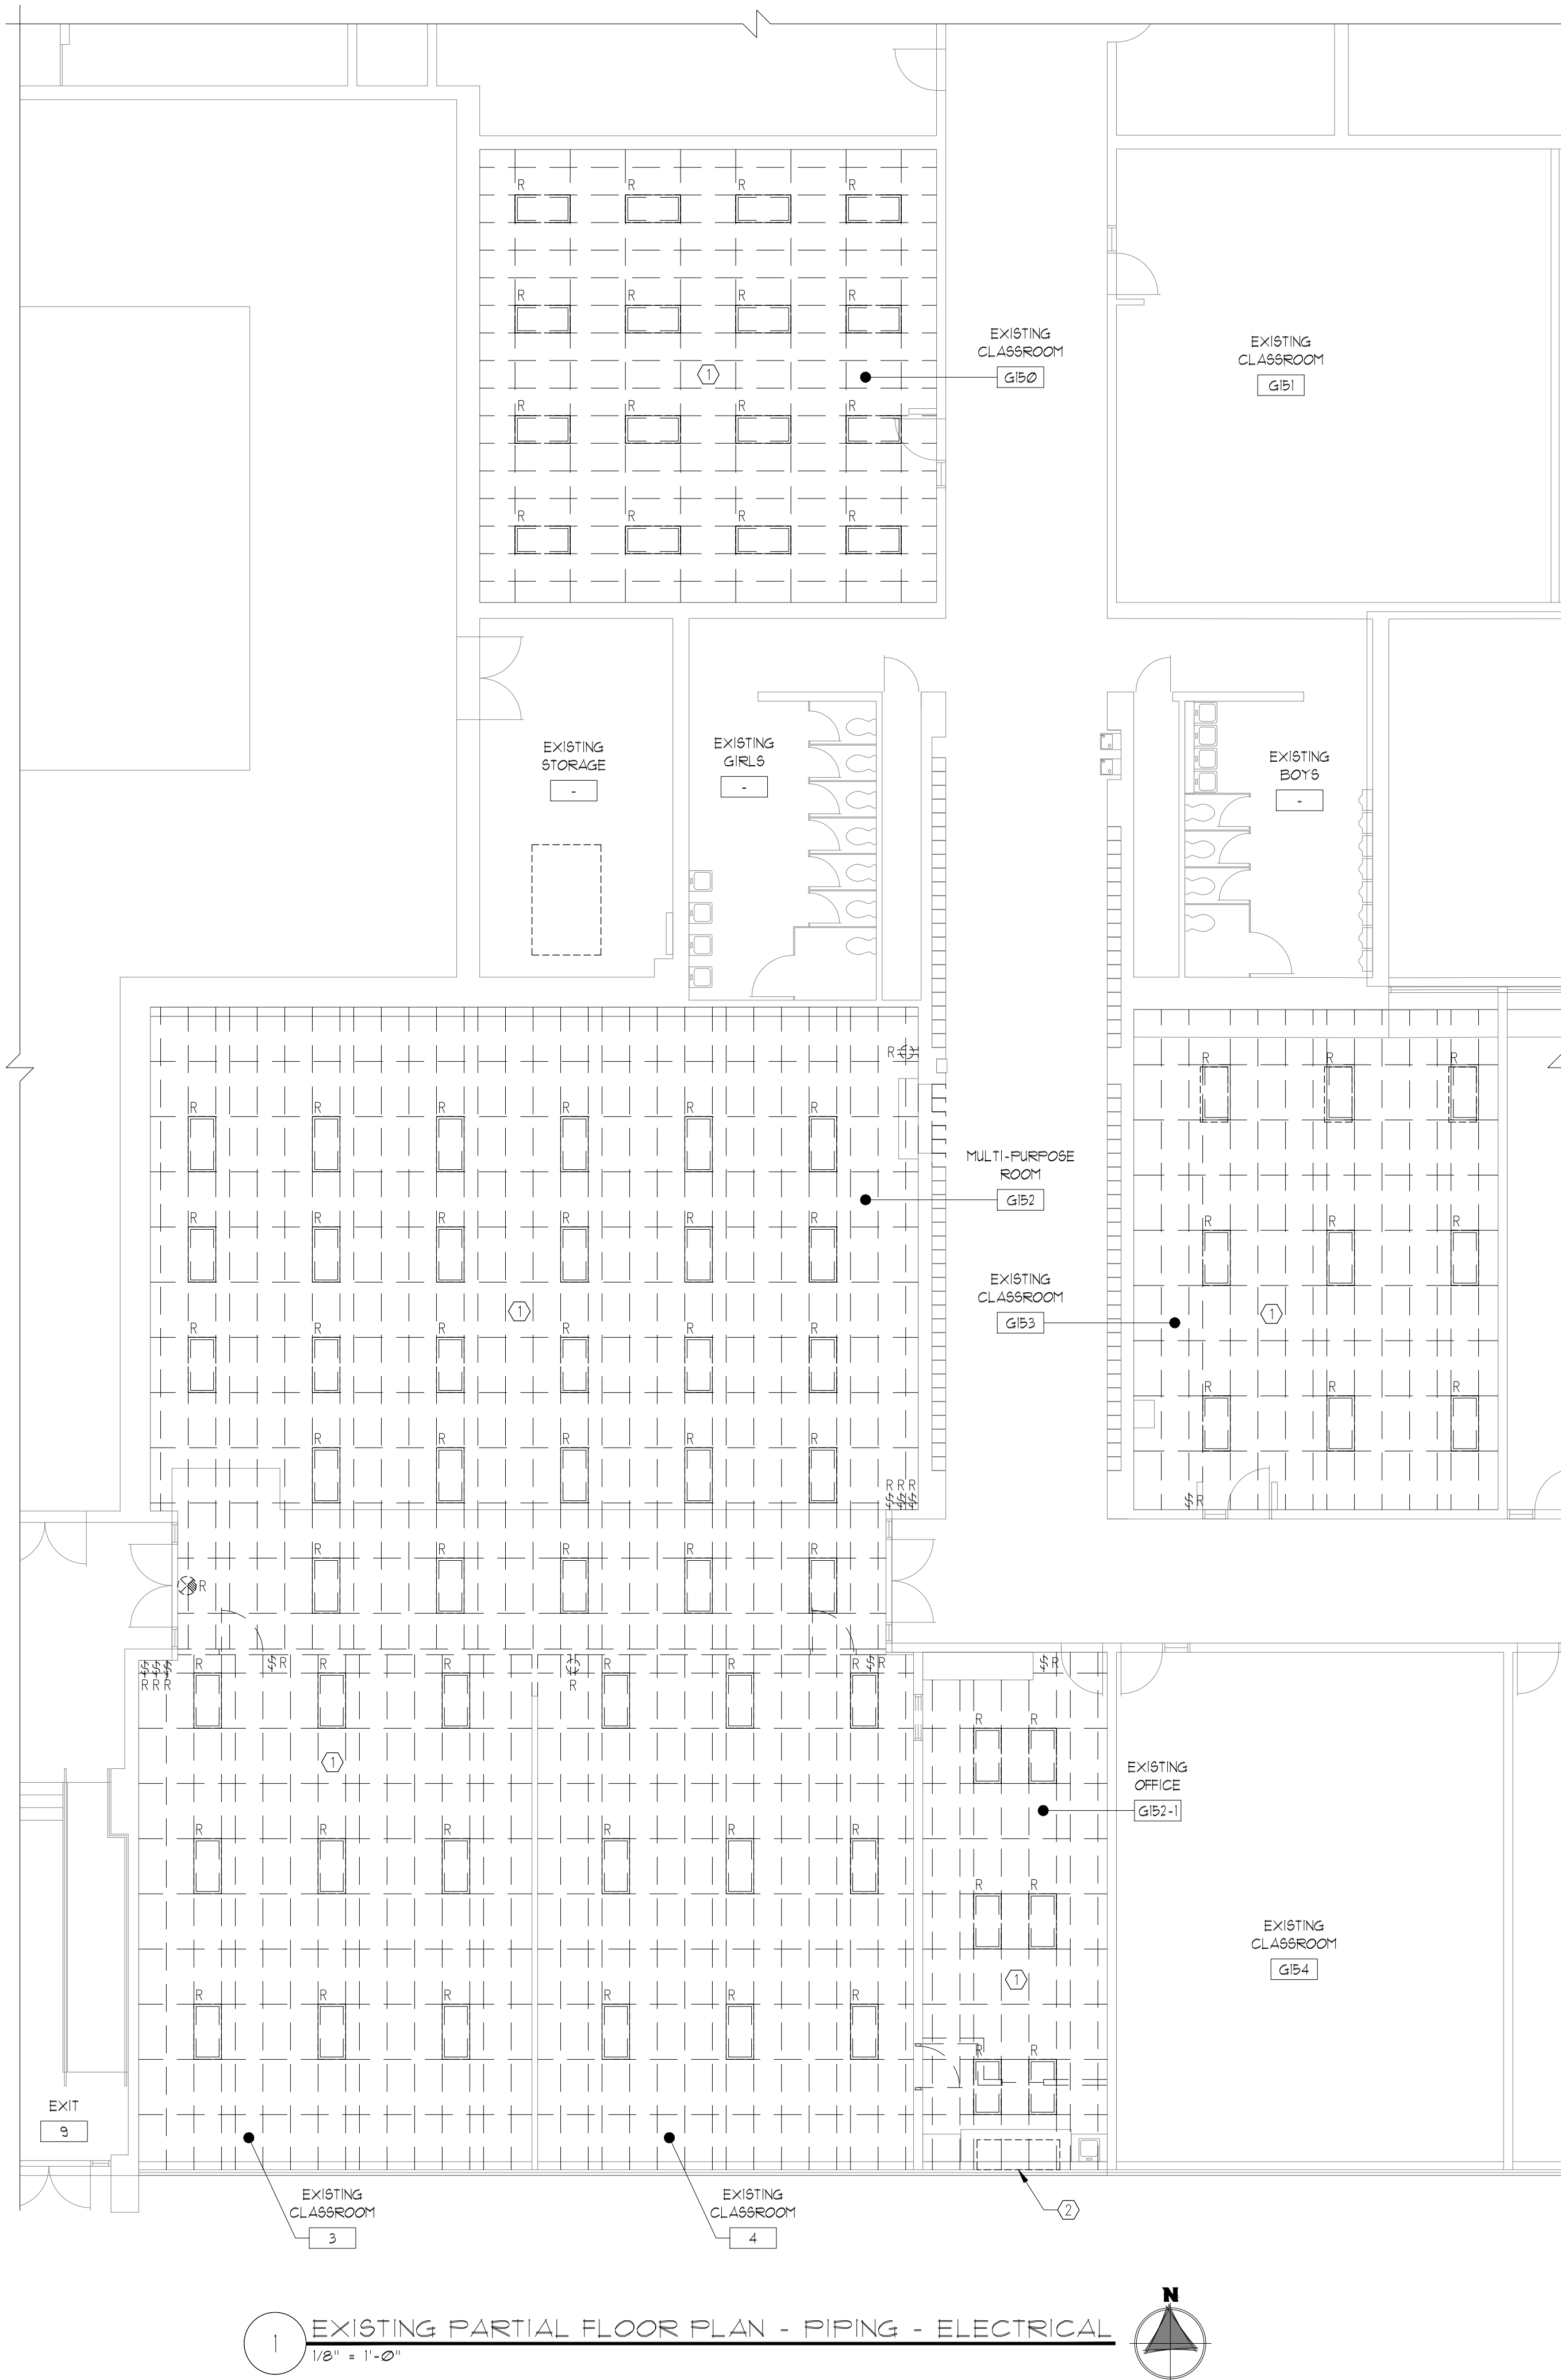 R R R R
R R R R
EXISTING
CLASSROOM
G150
EXISTING
CLASSROOM
G151
1
R R R R
R R R R
EXISTING
STORAGE
-
EXISTING
GIRLS
-
EXISTING
BOYS
-
R
R R R
R R R R R R
MULTI-PURPOSE
ROOM
G152
R R R R R R
R R R
EXISTING
CLASSROOM
G153
1
1
R R R R R R
R R R
R R R R R
R R R
R
R R R R R
R
R R R
R
R R R
R
R R R
R
R
1
R R
EXISTING
OFFICE
G152-1
R R R R R R
R R
EXISTING
CLASSROOM
G154
1
R R R R R R
R R
EXIT
9
EXISTING
CLASSROOM
3
EXISTING
CLASSROOM
4
2
N
1
EXISTING PARTIAL FLOOR PLAN - PIPING - ELECTRICAL
1/8" = 1'-0"